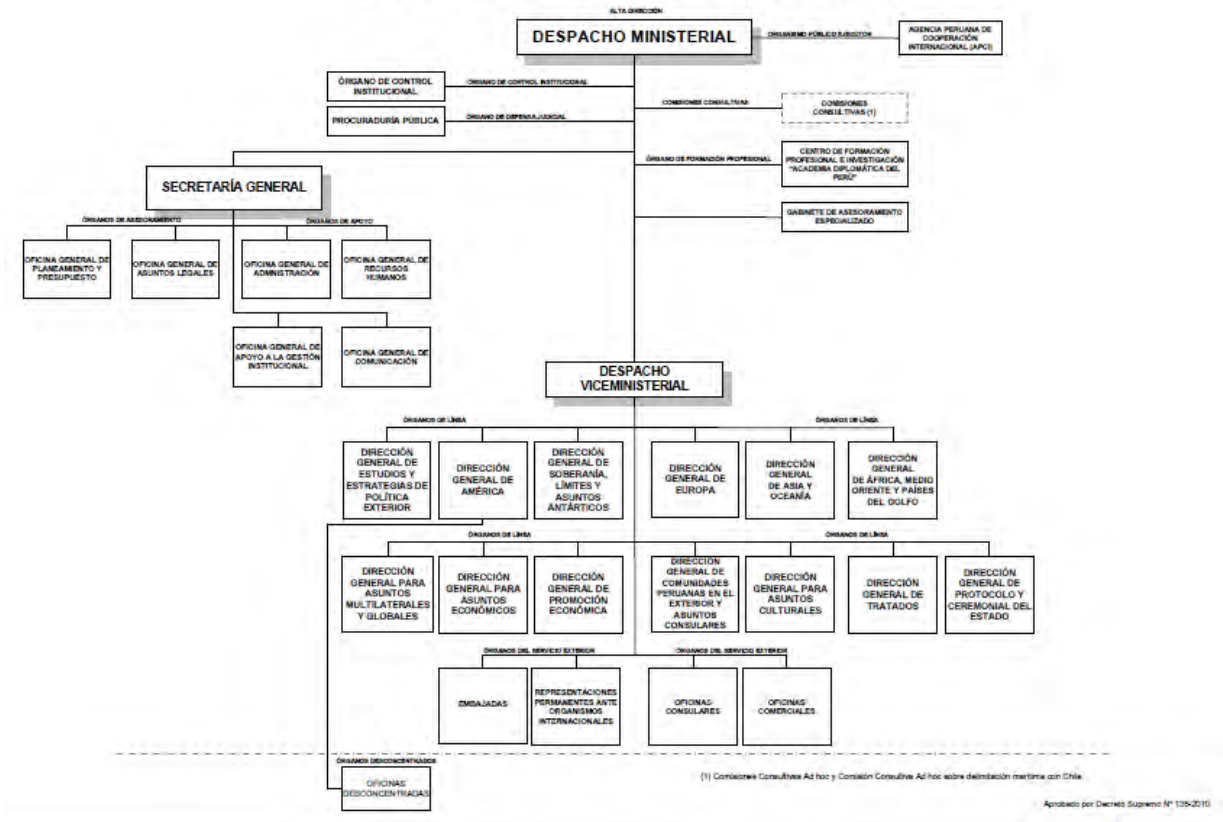 ALTA DIRECCIÓN
DESPACHO MINISTERIAL
ORGANISMO PÚBLICO EJECUTOR
AGENCIA PERUANA DE
COOPERACIÓN
INTERNACIONAL (APCI)
ÓRGANO DE CONTROL
INSTITUCIONAL
ÓRGANO DE CONTROL INSTITUCIONAL
COMISIONES CONSULTIVAS
COMISIONES
CONSULTIVAS (1)
PROCURADURÍA PÚBLICA
ÓRGANO DE DEFENSA JUDICIAL
ÓRGANO DE FORMACIÓN PROFESIONAL
CENTRO DE FORMACIÓN
PROFESIONAL E INVESTIGACIÓN
"ACADEMIA DIPLOMÁTICA DEL
PERÚ"
SECRETARÍA GENERAL
GABINETE DE ASESORAMIENTO
ESPECIALIZADO
ÓRGANOS DE ASESORAMIENTO
ÓRGANOS DE APOYO
OFICINA GENERAL DE
PLANEAMIENTO Y
PRESUPUESTO
OFICINA GENERAL DE
ASUNTOS LEGALES
OFICINA GENERAL DE
ADMNISTRACIÓN
OFICINA GENERAL DE
RECURSOS
HUMANOS
OFICINA GENERAL DE
APOYO A LA GESTIÓN
INSTITUCIONAL
OFICINA GENERAL DE
COMUNICACIÓN
DESPACHO
VICEMINISTERIAL
ÓRGANOS DE LÍNEA
ÓRGANOS DE LÍNEA
DIRECCIÓN
GENERAL DE
ESTUDIOS Y
ESTRATEGIAS DE
POLÍTICA
EXTERIOR
DIRECCIÓN
GENERAL DE
AMÉRICA
DIRECCIÓN
GENERAL DE
SOBERANÍA,
LÍMITES Y
ASUNTOS
ANTÁRTICOS
DIRECCIÓN
GENERAL DE
EUROPA
DIRECCIÓN
GENERAL
DE ASIA Y
OCEANÍA
DIRECCIÓN
GENERAL
DE ÁFRICA, MEDIO
ORIENTE Y PAÍSES
DEL GOLFO
ÓRGANOS DE LÍNEA
ÓRGANOS DE LÍNEA
DIRECCIÓN
GENERAL PARA
ASUNTOS
MULTILATERALES
Y GLOBALES
DIRECCIÓN
GENERAL PARA
ASUNTOS
ECONÓMICOS
DIRECCIÓN
GENERAL DE
PROMOCIÓN
ECONÓMICA
DIRECCIÓN
GENERAL DE
COMUNIDADES
PERUANAS EN EL
EXTERIOR Y
ASUNTOS
CONSULARES
DIRECCIÓN
GENERAL PARA
ASUNTOS
CULTURALES
DIRECCIÓN
GENERAL DE
TRATADOS
DIRECCIÓN
GENERAL DE
PROTOCOLO Y
CEREMONIAL DEL
ESTADO
ÓRGANOS DEL SERVICIO EXTERIOR
ÓRGANOS DEL SERVICIO EXTERIOR
EMBAJADAS
REPRESENTACIONES
PERMANENTES ANTE
ORGANISMOS
INTERNACIONALES
OFICINAS
CONSULARES
OFICINAS
COMERCIALES
ÓRGANOS DESCONCENTRADOS
OFICINAS
DESCONCENTRADAS
(1) Comisiones Consultivas Ad hoc y Comisión Consultiva Ad hoc sobre delimitación marítima con Chile
Aprobado por Decreto Supremo Nº 135-2010